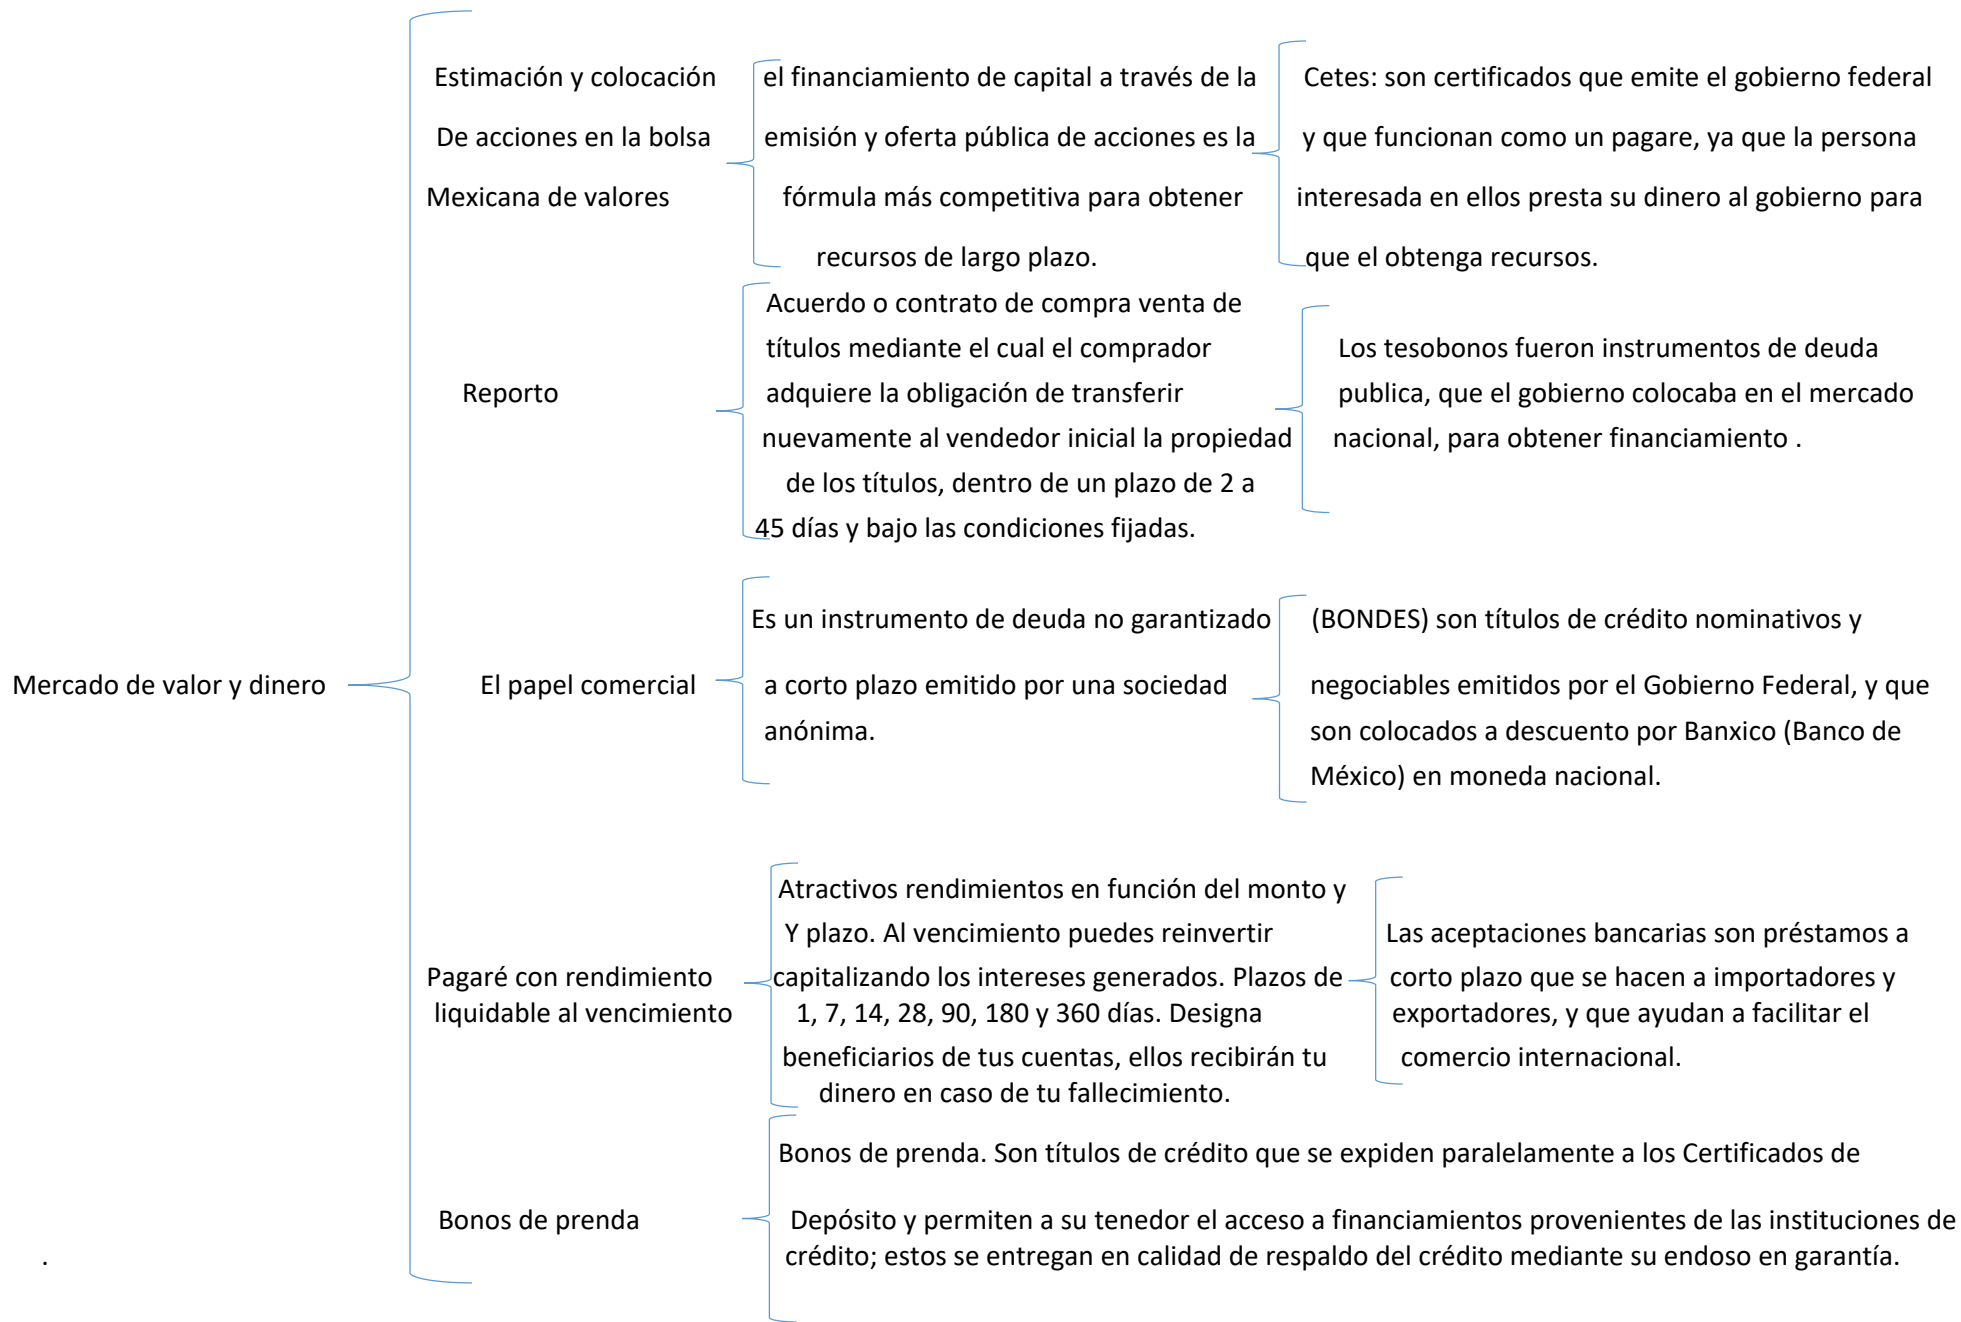 Mercado de valor y dinero
Estimación y colocación
De acciones en la bolsa
Mexicana de valores
el financiamiento de capital a través de la
emisión y oferta pública de acciones es la
fórmula más competitiva para obtener
recursos de largo plazo.
Cetes: son certificados que emite el gobierno federal
y que funcionan como un pagare, ya que la persona
interesada en ellos presta su dinero al gobierno para
que el obtenga recursos.
Reporto
Acuerdo o contrato de compra venta de
títulos mediante el cual el comprador
adquiere la obligación de transferir
nuevamente al vendedor inicial la propiedad
de los títulos, dentro de un plazo de 2 a
45 días y bajo las condiciones fijadas.
Los tesobonos fueron instrumentos de deuda
publica, que el gobierno colocaba en el mercado
nacional, para obtener financiamiento .
El papel comercial
Es un instrumento de deuda no garantizado
a corto plazo emitido por una sociedad
anónima.
(BONDES) son títulos de crédito nominativos y
negociables emitidos por el Gobierno Federal, y que
son colocados a descuento por Banxico (Banco de
México) en moneda nacional.
Pagaré con rendimiento
liquidable al vencimiento
Atractivos rendimientos en función del monto y
Y plazo. Al vencimiento puedes reinvertir
capitalizando los intereses generados. Plazos de
1, 7, 14, 28, 90, 180 y 360 días. Designa
beneficiarios de tus cuentas, ellos recibirán tu
dinero en caso de tu fallecimiento.
Las aceptaciones bancarias son préstamos a
corto plazo que se hacen a importadores y
exportadores, y que ayudan a facilitar el
comercio internacional.
Bonos de prenda
Bonos de prenda. Son títulos de crédito que se expiden paralelamente a los Certificados de
Depósito y permiten a su tenedor el acceso a financiamientos provenientes de las instituciones de
crédito; estos se entregan en calidad de respaldo del crédito mediante su endoso en garantía.
.